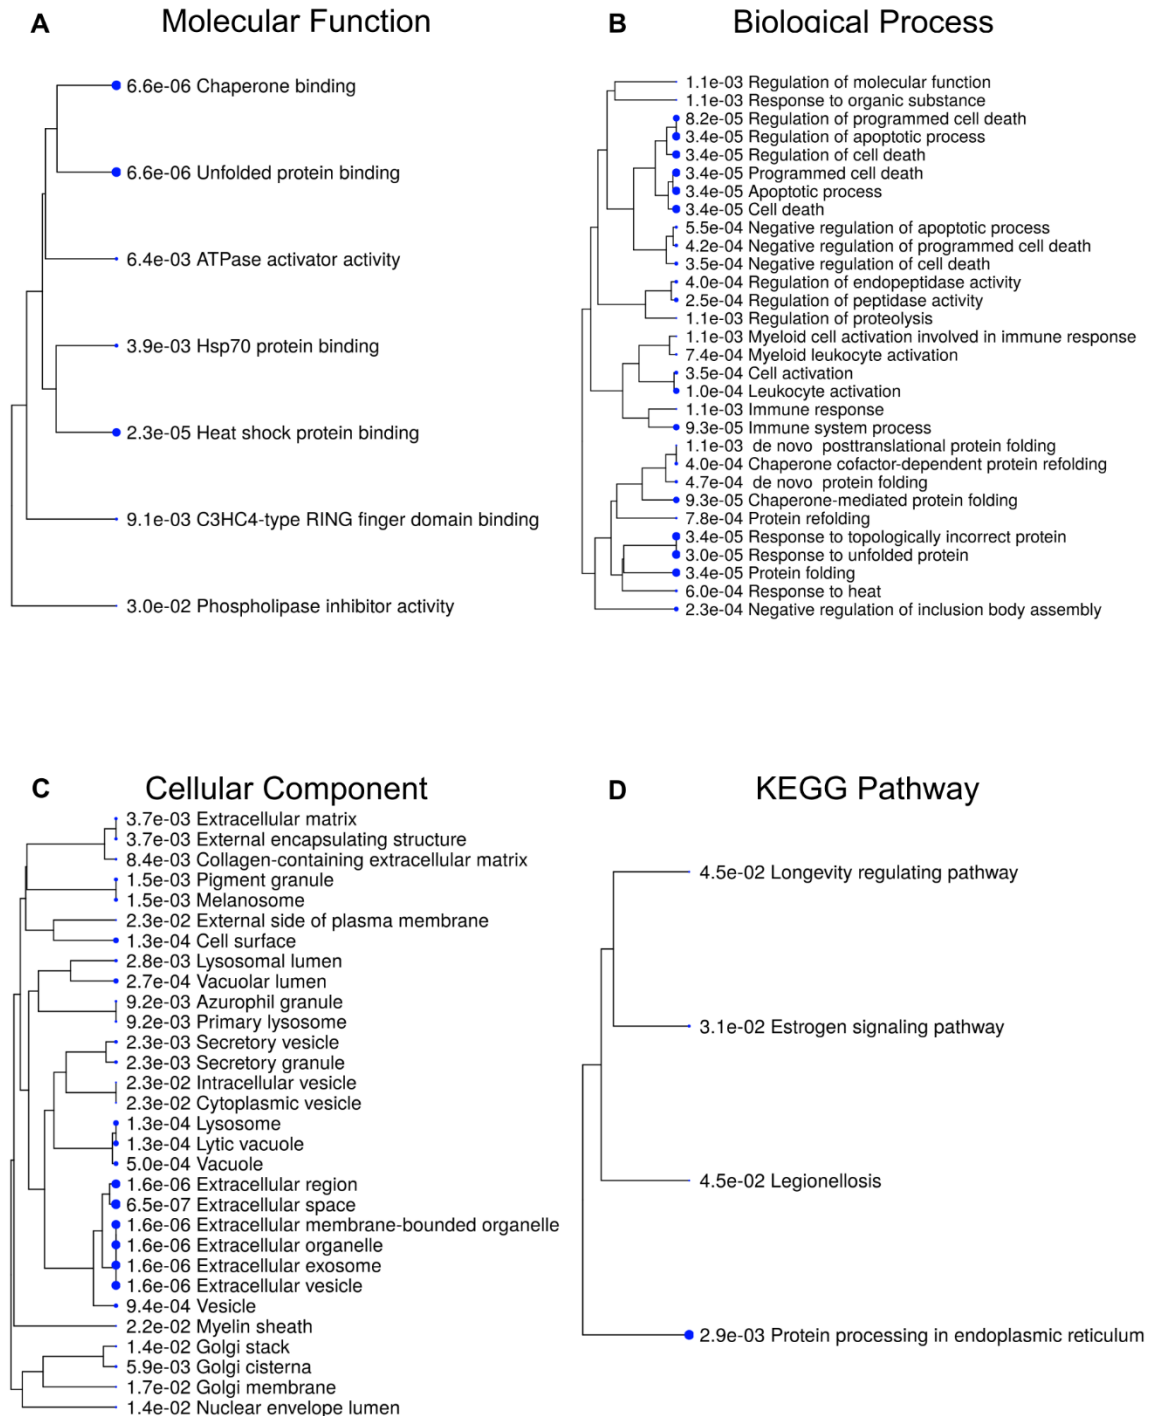 A Molecular Function
6.6e-06 Chaperone binding
6.6e-06 Unfolded protein binding
6.4e-03 ATPase activator activity
3.9e-03 Hsp70 protein binding
2.3e-05 Heat shock protein binding
9.1e-03 C3HC4-type RING finger domain binding
3.0e-02 Phospholipase inhibitor activity
B Biological Process
1.1e-03 Regulation of molecular function
1.1e-03 Response to organic substance
8.2e-05 Regulation of programmed cell death
3.4e-05 Regulation of apoptotic process
3.4e-05 Regulation of cell death
3.4e-05 Programmed cell death
3.4e-05 Apoptotic process
3.4e-05 Cell death
5.5e-04 Negative regulation of apoptotic process
4.2e-04 Negative regulation of programmed cell death
3.5e-04 Negative regulation of cell death
4.0e-04 Regulation of endopeptidase activity
2.5e-04 Regulation of peptidase activity
1.1e-03 Regulation of proteolysis
1.1e-03 Myeloid cell activation involved in immune response
7.4e-04 Myeloid leukocyte activation
3.5e-04 Cell activation
1.0e-04 Leukocyte activation
1.1e-03 Immune response
9.3e-05 Immune system process
1.1e-03 de novo posttranslational protein folding
4.0e-04 Chaperone cofactor-dependent protein refolding
4.7e-04 de novo protein folding
9.3e-05 Chaperone-mediated protein folding
7.8e-04 Protein refolding
3.4e-05 Response to topologically incorrect protein
3.0e-05 Response to unfolded protein
3.4e-05 Protein folding
6.0e-04 Response to heat
2.3e-04 Negative regulation of inclusion body assembly
C Cellular Component
3.7e-03 Extracellular matrix
3.7e-03 External encapsulating structure
8.4e-03 Collagen-containing extracellular matrix
1.5e-03 Pigment granule
1.5e-03 Melanosome
2.3e-02 External side of plasma membrane
1.3e-04 Cell surface
2.8e-03 Lysosomal lumen
2.7e-04 Vacuolar lumen
9.2e-03 Azurophil granule
9.2e-03 Primary lysosome
2.3e-03 Secretory vesicle
2.3e-03 Secretory granule
2.3e-02 Intracellular vesicle
2.3e-02 Cytoplasmic vesicle
1.3e-04 Lysosome
1.3e-04 Lytic vacuole
5.0e-04 Vacuole
1.6e-06 Extracellular region
6.5e-07 Extracellular space
1.6e-06 Extracellular membrane-bounded organelle
1.6e-06 Extracellular organelle
1.6e-06 Extracellular exosome
1.6e-06 Extracellular vesicle
9.4e-04 Vesicle
2.2e-02 Myelin sheath
1.4e-02 Golgi stack
5.9e-03 Golgi cisterna
1.7e-02 Golgi membrane
1.4e-02 Nuclear envelope lumen
D KEGG Pathway
4.5e-02 Longevity regulating pathway
3.1e-02 Estrogen signaling pathway
4.5e-02 Legionellosis
2.9e-03 Protein processing in endoplasmic reticulum